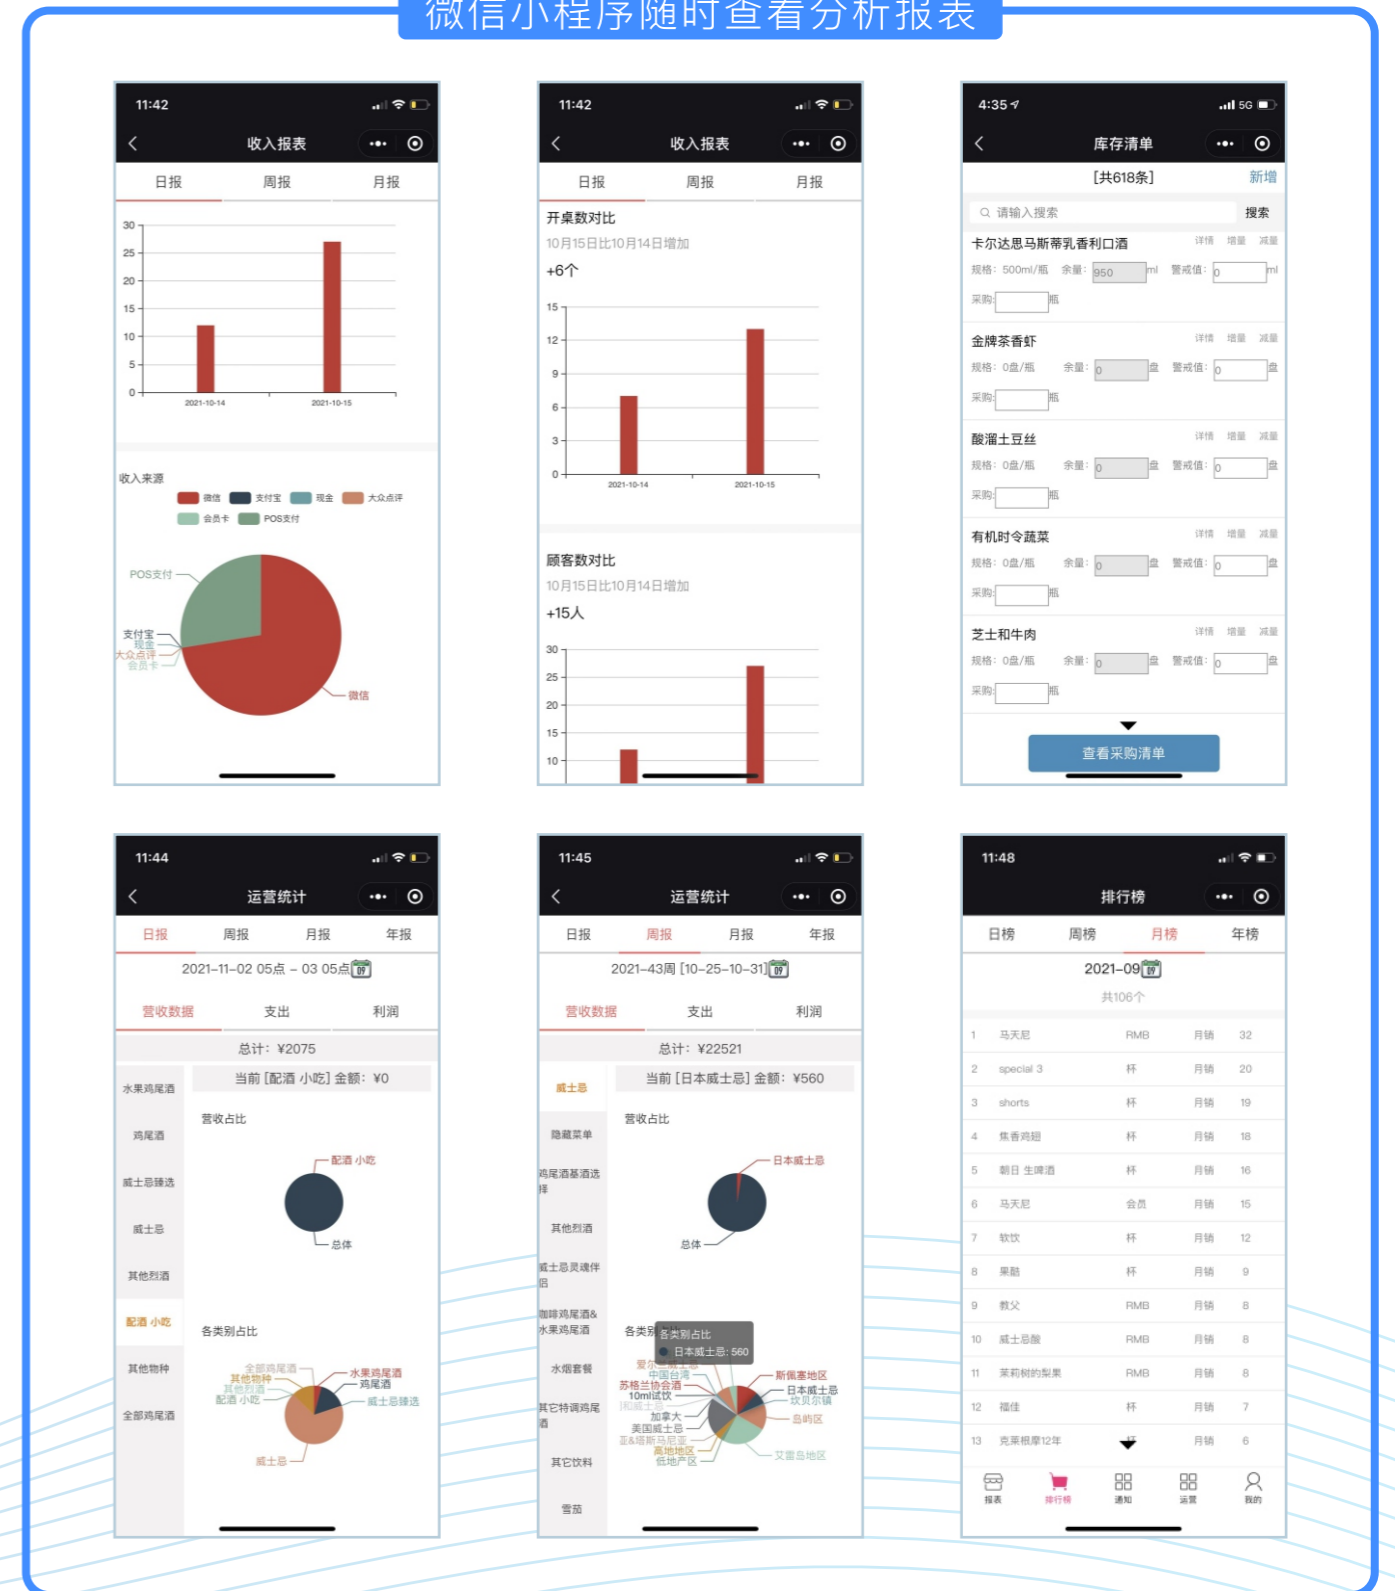 微信小程序随时查看分析报表
11:42
收入报表
日报 周报 月报
30
25
20
15
10
5
0
2021-10-14 2021-10-15
收入来源
微信 支付宝 现金 大众点评
会员卡 POS支付
POS支付
支付宝
现金
大众点评
会员卡
微信
11:42
收入报表
日报 周报 月报
开桌数对比
10月15日比10月14日增加
+6个
15
12
9
6
3
0
2021-10-14 2021-10-15
顾客数对比
10月15日比10月14日增加
+15人
30
25
20
15
10
4:35 5G
库存清单
[共618条] 新增
请输入搜索 搜索
卡尔达思马斯蒂乳香利口酒 详情 增量 减量
规格: 500ml/瓶 余量: 950 ml 警戒值: 0 ml
采购: 瓶
金牌茶香虾 详情 增量 减量
规格: 0盘/瓶 余量: 0 盘 警戒值: 0 盘
采购: 瓶
酸溜土豆丝 详情 增量 减量
规格: 0盘/瓶 余量: 0 盘 警戒值: 0 盘
采购: 瓶
有机时令蔬菜 详情 增量 减量
规格: 0盘/瓶 余量: 0 盘 警戒值: 0 盘
采购: 瓶
芝士和牛肉 详情 增量 减量
规格: 0盘/瓶 余量: 0 盘 警戒值: 0 盘
采购: 瓶
查看采购清单
11:44
运营统计
日报 周报 月报 年报
2021-11-02 05点 - 03 05点 09
营收数据 支出 利润
总计: ¥2075
当前 [配酒 小吃] 金额: ¥0
水果鸡尾酒
鸡尾酒
威士忌臻选
威士忌
其他烈酒
配酒 小吃
其他物种
全部鸡尾酒
营收占比
配酒 小吃
总体
各类别占比
全部鸡尾酒
其他物种
其他烈酒
配酒 小吃
水果鸡尾酒
鸡尾酒
威士忌臻选
威士忌
11:45
运营统计
日报 周报 月报 年报
2021-43周 [10-25-10-31] 09
营收数据 支出 利润
总计: ¥22521
当前 [日本威士忌] 金额: ¥560
威士忌
隐藏菜单
鸡尾酒基酒选
择
其他烈酒
威士忌灵魂伴
侣
咖啡鸡尾酒&
水果鸡尾酒
水烟套餐
其它特调鸡尾
酒
其它饮料
雪茄
营收占比
日本威士忌
总体
各类别
各类别占比
日本威士忌: 560
爱尔兰威士忌
中国台湾
苏格兰协会酒
10ml试饮
和威士忌
加拿大
美国威士忌
亚&塔斯马尼亚
高地地区
低地产区
斯佩塞地区
日本威士忌
坎贝尔镇
岛屿区
艾雷岛地区
11:48
排行榜
日榜 周榜 月榜 年榜
2021-09 09
共106个
1 马天尼 RMB 月销 32
2 special 3 杯 月销 20
3 shorts 杯 月销 19
4 焦香鸡翅 杯 月销 18
5 朝日 生啤酒 杯 月销 16
6 马天尼 会员 月销 15
7 软饮 杯 月销 12
8 果酷 杯 月销 9
9 教父 RMB 月销 8
10 威士忌酸 RMB 月销 8
11 茉莉树的梨果 RMB 月销 8
12 福佳 杯 月销 7
13 克莱根摩12年 杯 月销 6
报表 排行榜 通知 运营 我的